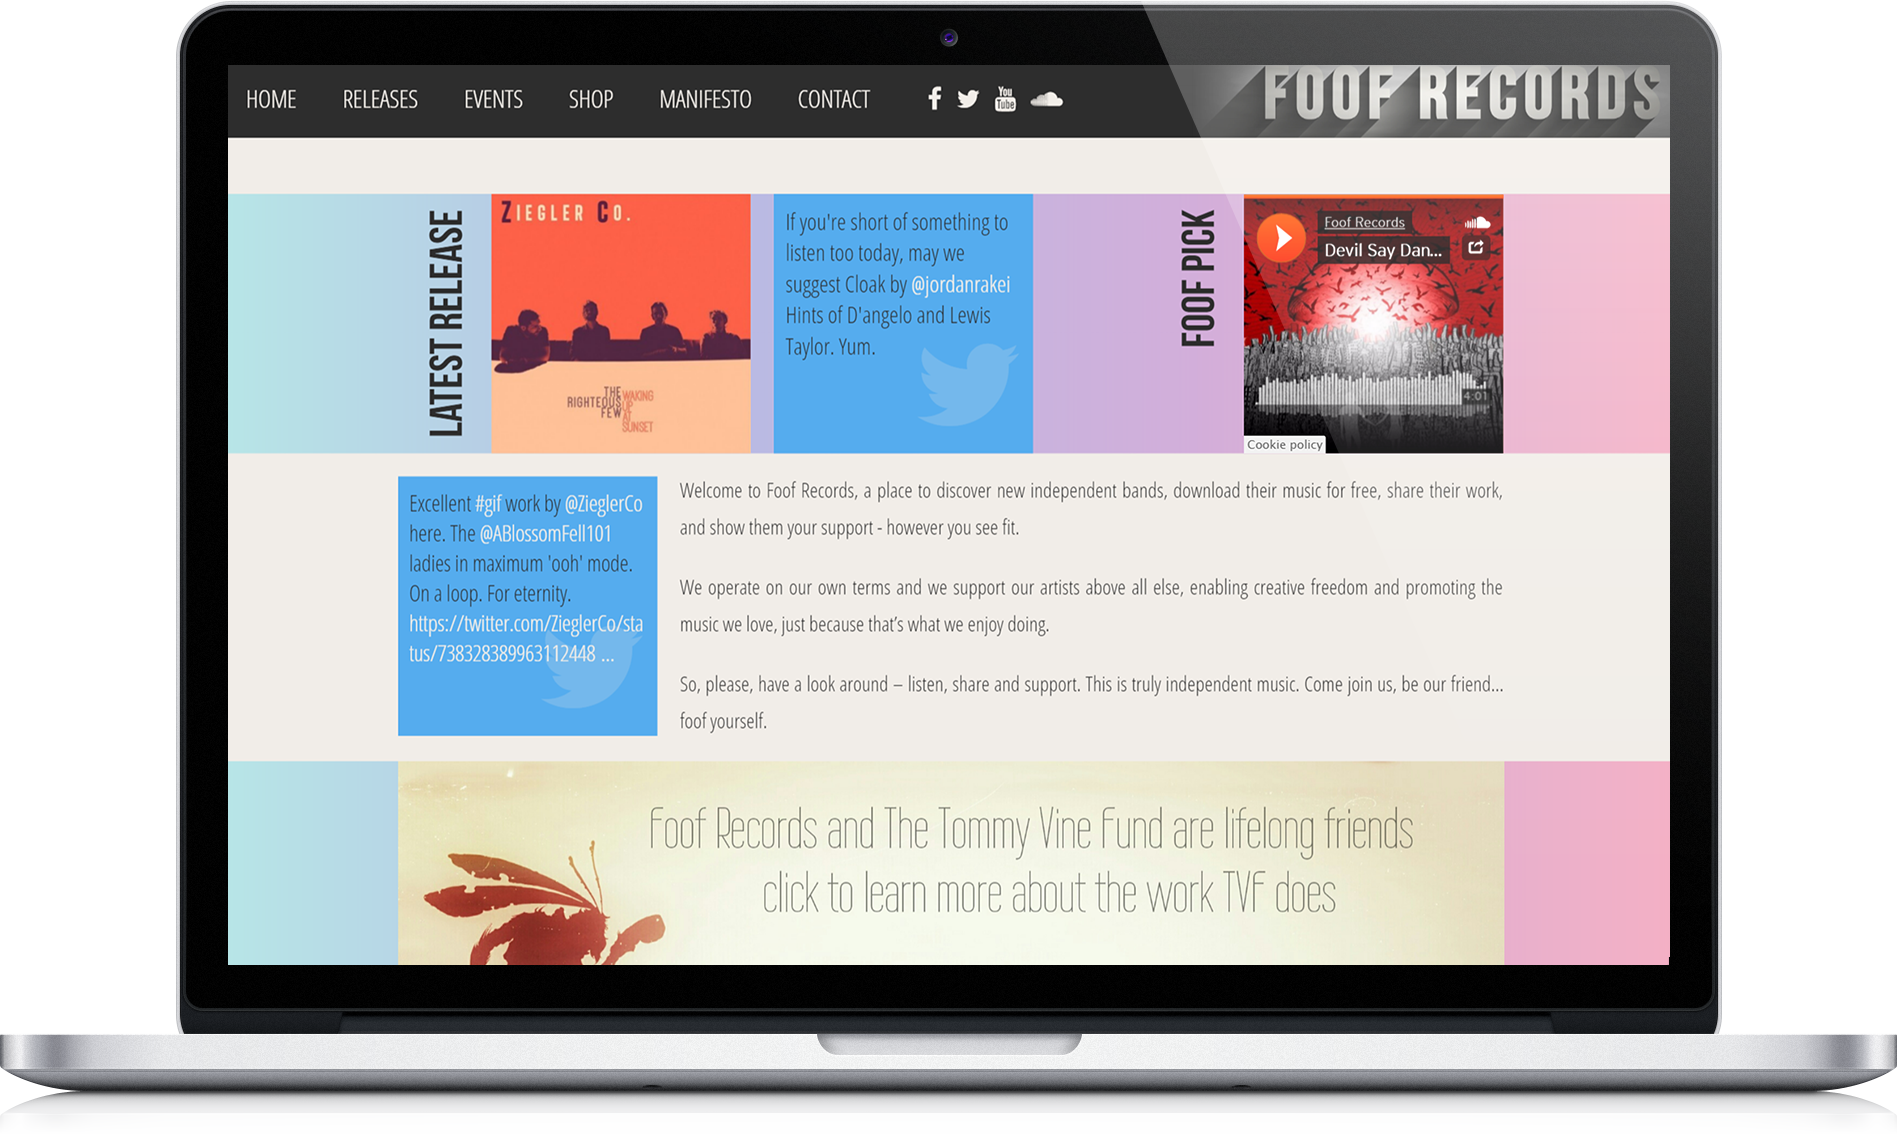 HOME RELEASES EVENTS SHOP MANIFESTO CONTACT
You
Tube
FOOF RECORDS
LATEST RELEASE
ZIEGLER CO.
THE
RIGHTEOUS
FEW
WAKING
UP
AT
SUNSET
If you're short of something to
listen too today, may we
suggest Cloak by @jordanrakei
Hints of D'angelo and Lewis
Taylor. Yum.
FOOF PICK
Foof Records
Devil Say Dan...
4:01
Cookie policy
Excellent #gif work by @ZieglerCo
here. The @ABlossomFell101
ladies in maximum 'ooh' mode.
On a loop. For eternity.
https://twitter.com/ZieglerCo/sta
tus/738328389963112448 ...
Welcome to Foof Records, a place to discover new independent bands, download their music for free, share their work,
and show them your support - however you see fit.
We operate on our own terms and we support our artists above all else, enabling creative freedom and promoting the
music we love, just because that’s what we enjoy doing.
So, please, have a look around – listen, share and support. This is truly independent music. Come join us, be our friend...
foof yourself.
Foof Records and The Tommy Vine Fund are lifelong friends
click to learn more about the work TVF does